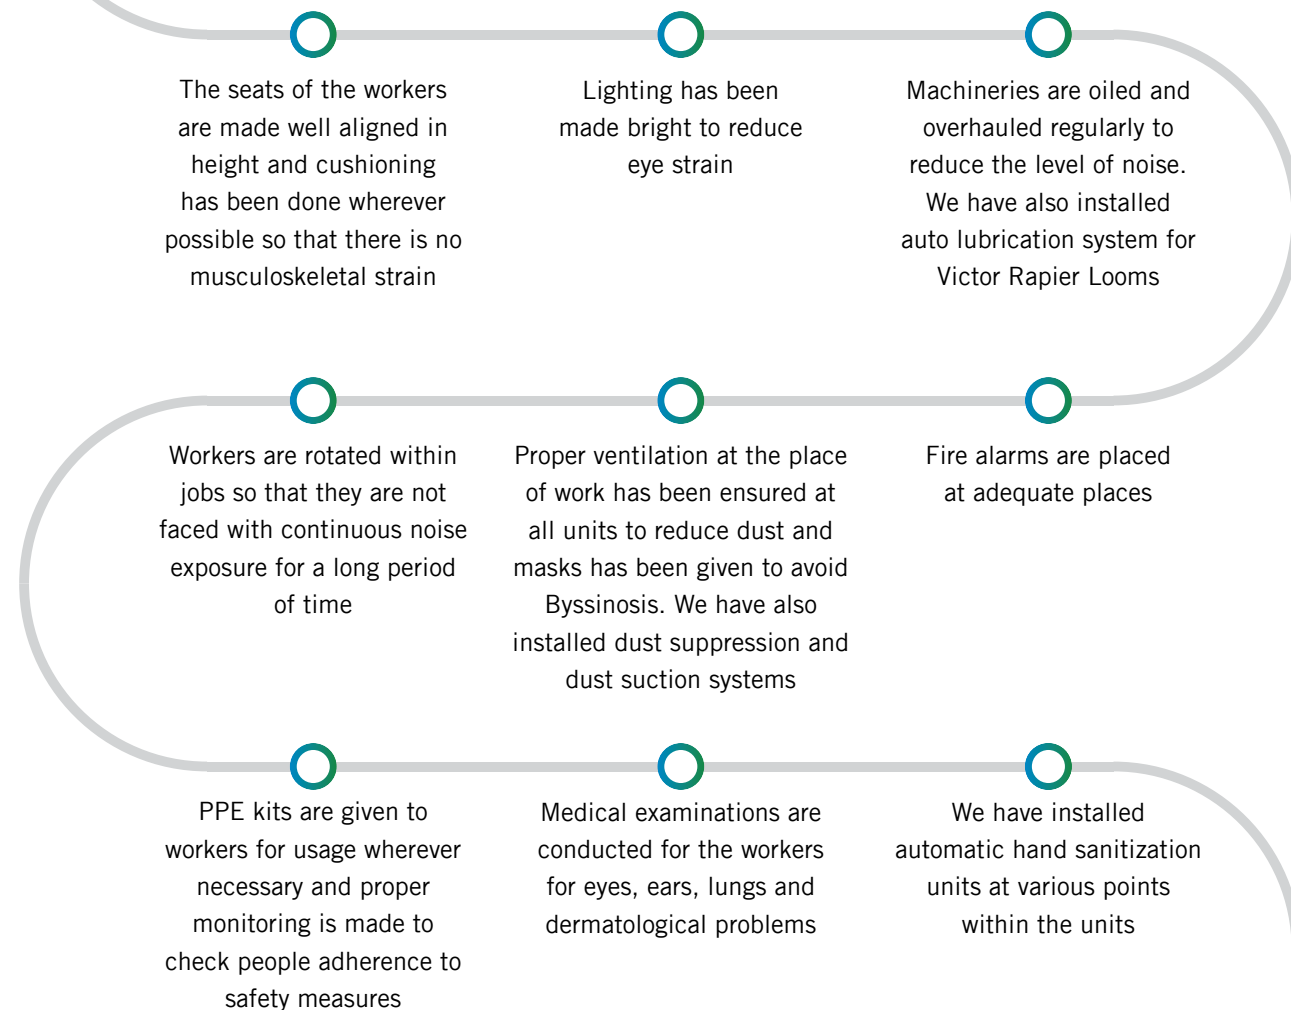 The seats of the workers
are made well aligned in
height and cushioning
has been done wherever
possible so that there is no
musculoskeletal strain
Lighting has been
made bright to reduce
eye strain
Machineries are oiled and
overhauled regularly to
reduce the level of noise.
We have also installed
auto lubrication system for
Victor Rapier Looms
Workers are rotated within
jobs so that they are not
faced with continuous noise
exposure for a long period
of time
Proper ventilation at the place
of work has been ensured at
all units to reduce dust and
masks has been given to avoid
Byssinosis. We have also
installed dust suppression and
dust suction systems
Fire alarms are placed
at adequate places
PPE kits are given to
workers for usage wherever
necessary and proper
monitoring is made to
check people adherence to
safety measures
Medical examinations are
conducted for the workers
for eyes, ears, lungs and
dermatological problems
We have installed
automatic hand sanitization
units at various points
within the units